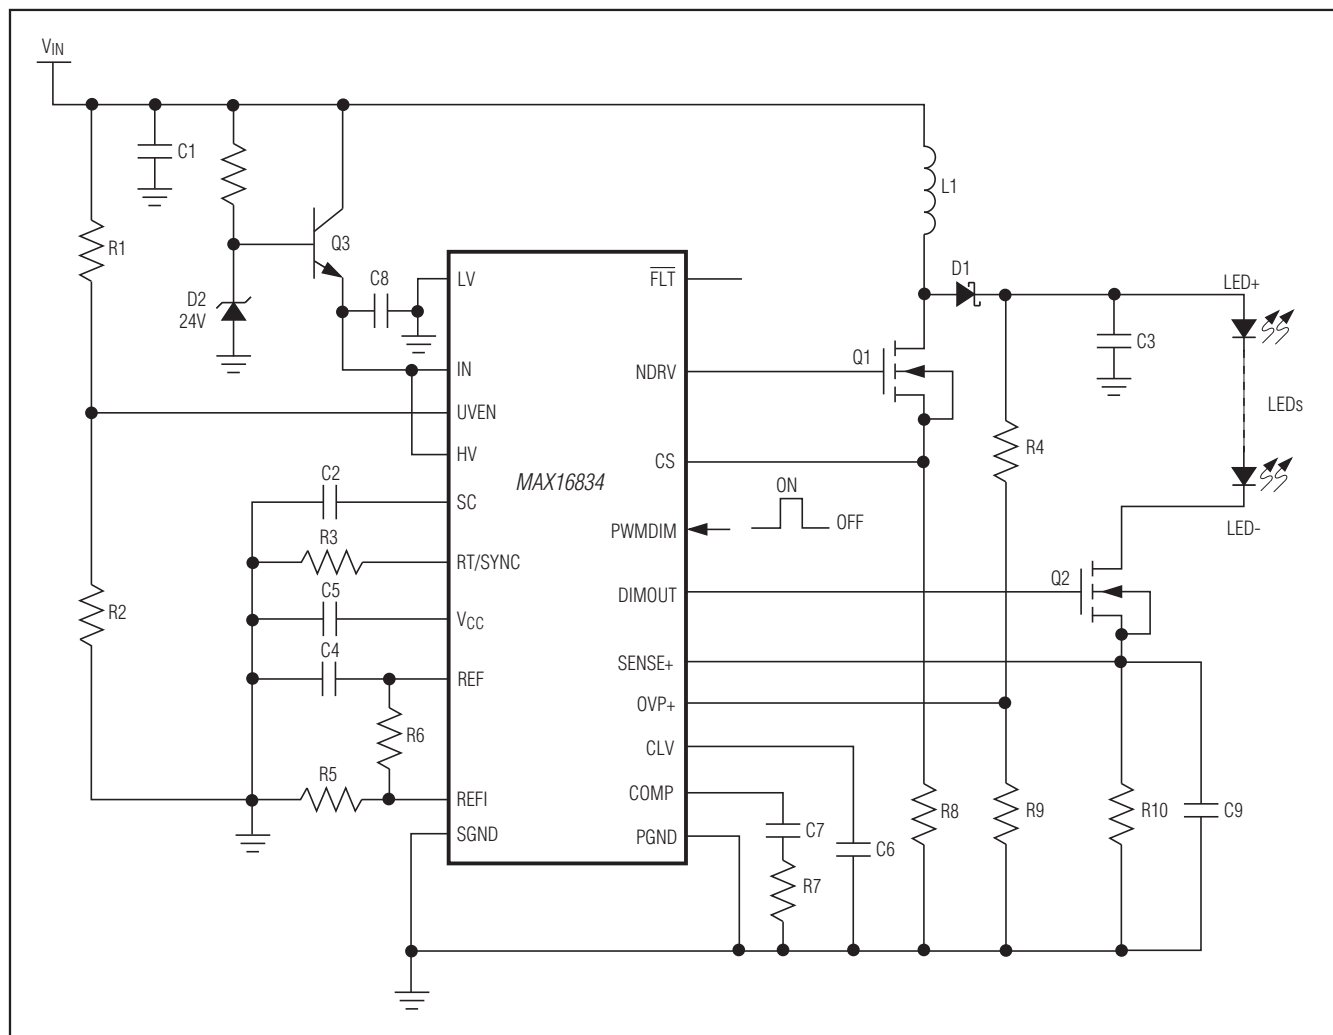 VIN
C1
R1
Q3
D2
24V
C8
L1
D1
LED+
LV
FLT
C3
Q1
IN
NDRV
UVEN
LEDs
HV
CS
R4
C2
MAX16834
SC
ON
OFF
PWMDIM
LED-
R3
RT/SYNC
Q2
C5
DIMOUT
R2
VCC
C4
SENSE+
REF
OVP+
R6
CLV
R5
REFI
COMP
R8
R9
R10
C9
SGND
PGND
C7
C6
R7